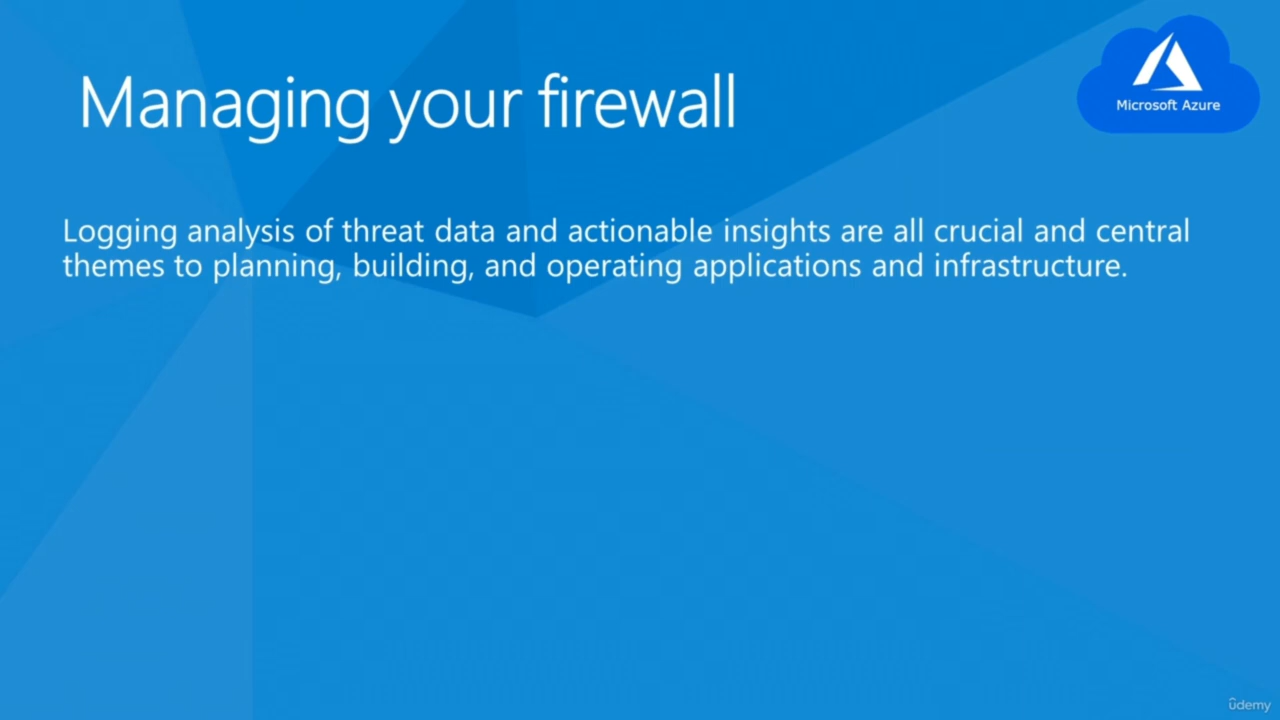 Managing your firewall
Microsoft Azure
Logging analysis of threat data and actionable insights are all crucial and central
themes to planning, building, and operating applications and infrastructure.
ûdemy